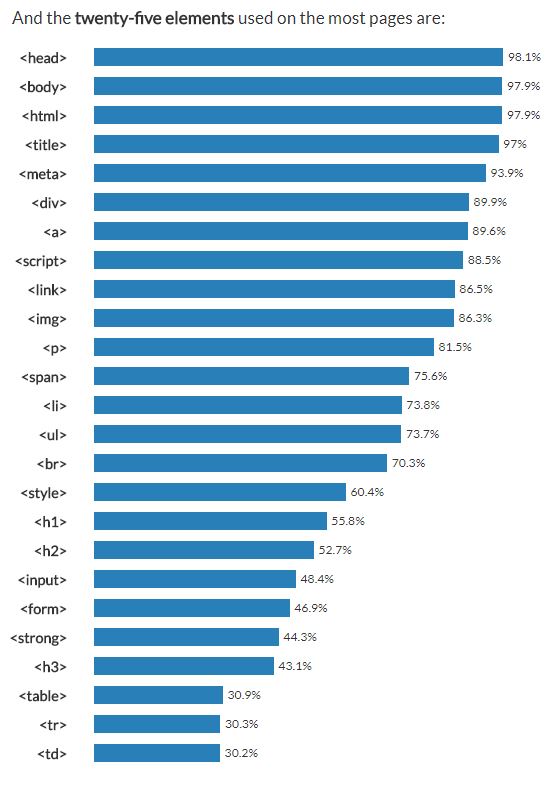 And the twenty-five elements used on the most pages are:
<head> 98.1%
<body> 97.9%
<html> 97.9%
<title> 97%
<meta> 93.9%
<div> 89.9%
<a> 89.6%
<script> 88.5%
<link> 86.5%
<img> 86.3%
<p> 81.5%
<span> 75.6%
<li> 73.8%
<ul> 73.7%
<br> 70.3%
<style> 60.4%
<h1> 55.8%
<h2> 52.7%
<input> 48.4%
<form> 46.9%
<strong> 44.3%
<h3> 43.1%
<table> 30.9%
<tr> 30.3%
<td> 30.2%